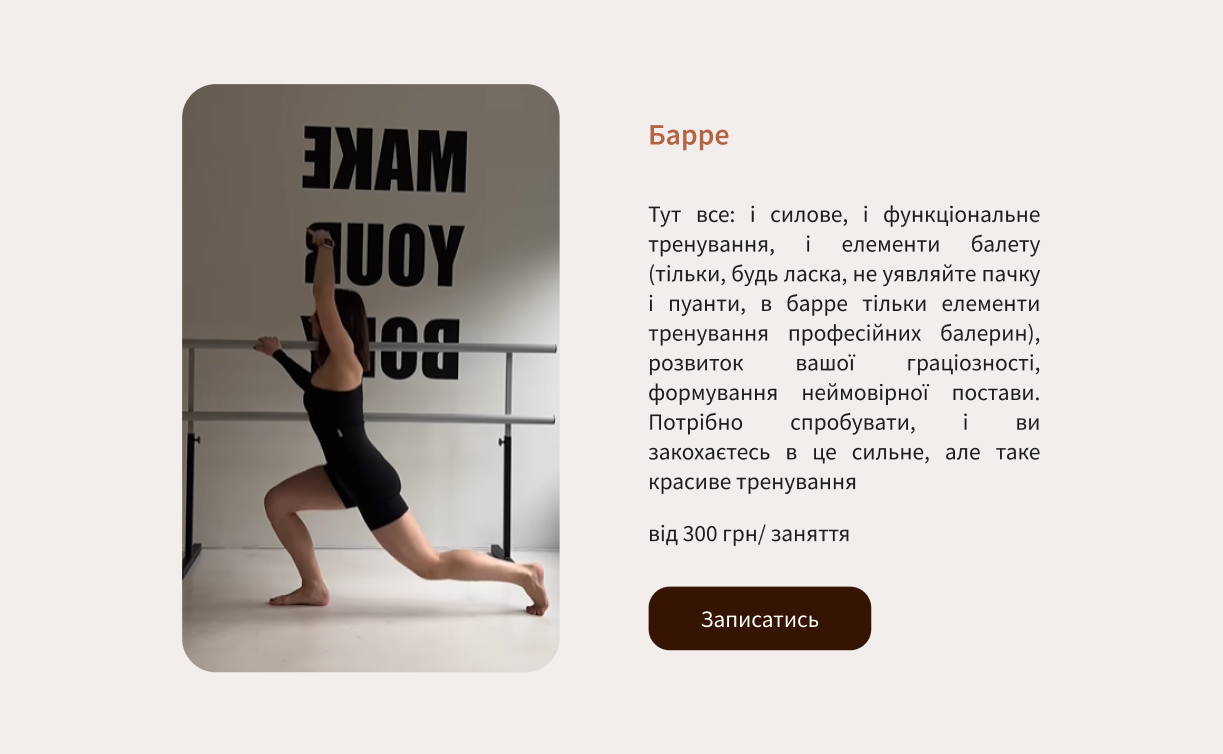 MAKE
YOUR
BODY
Барре
Тут все: і силове, і функціональне
тренування, і елементи балету
(тільки, будь ласка, не уявляйте пачку
і пуанти, в барре тільки елементи
тренування професійних балерин),
розвиток вашої граціозності,
формування неймовірної постави.
Потрібно спробувати, і ви
закохаєтесь в це сильне, але таке
красиве тренування
від 300 грн/ заняття
Записатись